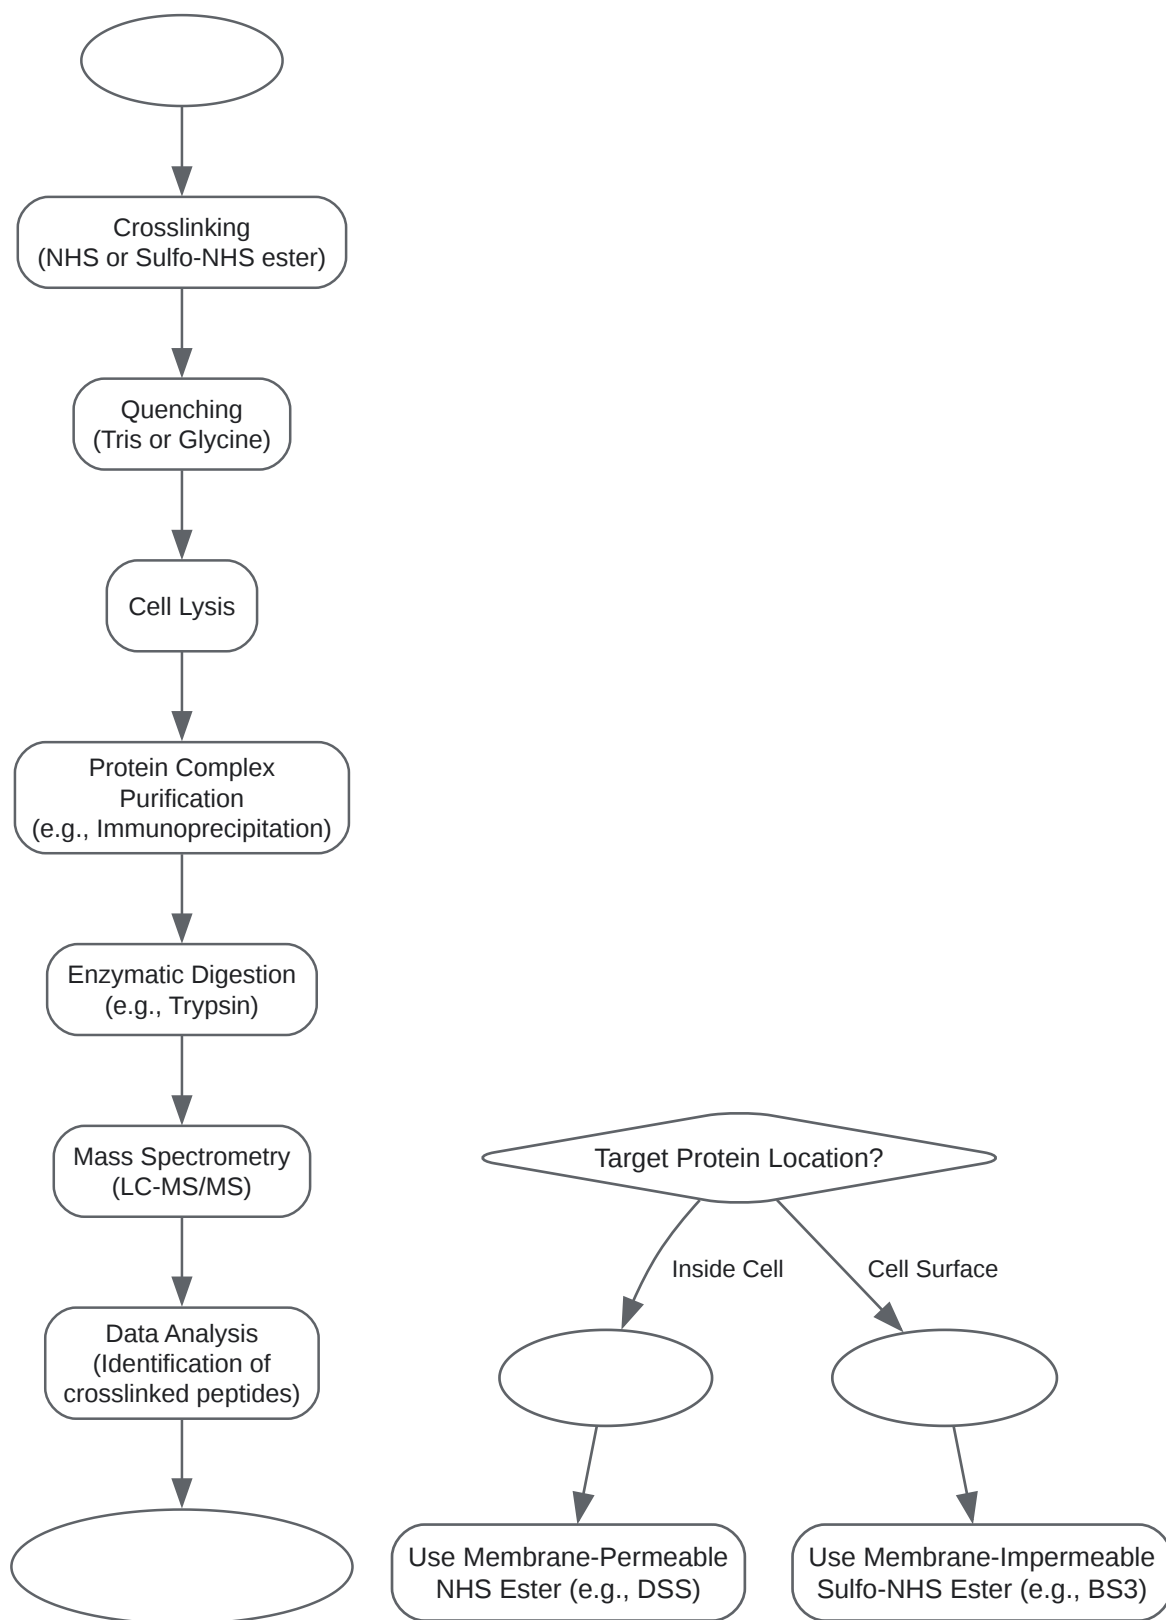 Crosslinking
(NHS or Sulfo-NHS ester)
Quenching
(Tris or Glycine)
Cell Lysis
Protein Complex
Purification
(e.g., Immunoprecipitation)
Enzymatic Digestion
(e.g., Trypsin)
Mass Spectrometry
(LC-MS/MS)
Data Analysis
(Identification of
crosslinked peptides)
Target Protein Location?
Inside Cell
Cell Surface
Use Membrane-Permeable
NHS Ester (e.g., DSS)
Use Membrane-Impermeable
Sulfo-NHS Ester (e.g., BS3)